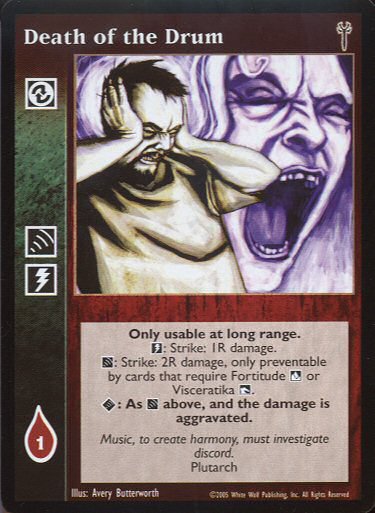 Death of the Drum
Only usable at long range.
: Strike: 1R damage.
: Strike: 2R damage, only preventable
by cards that require Fortitude or
Visceratika .
: As above, and the damage is
aggravated.
Music, to create harmony, must investigate
discord.
Plutarch
1
Illus: Avery Butterworth
©2005 White Wolf Publishing, Inc. All Rights Reserved